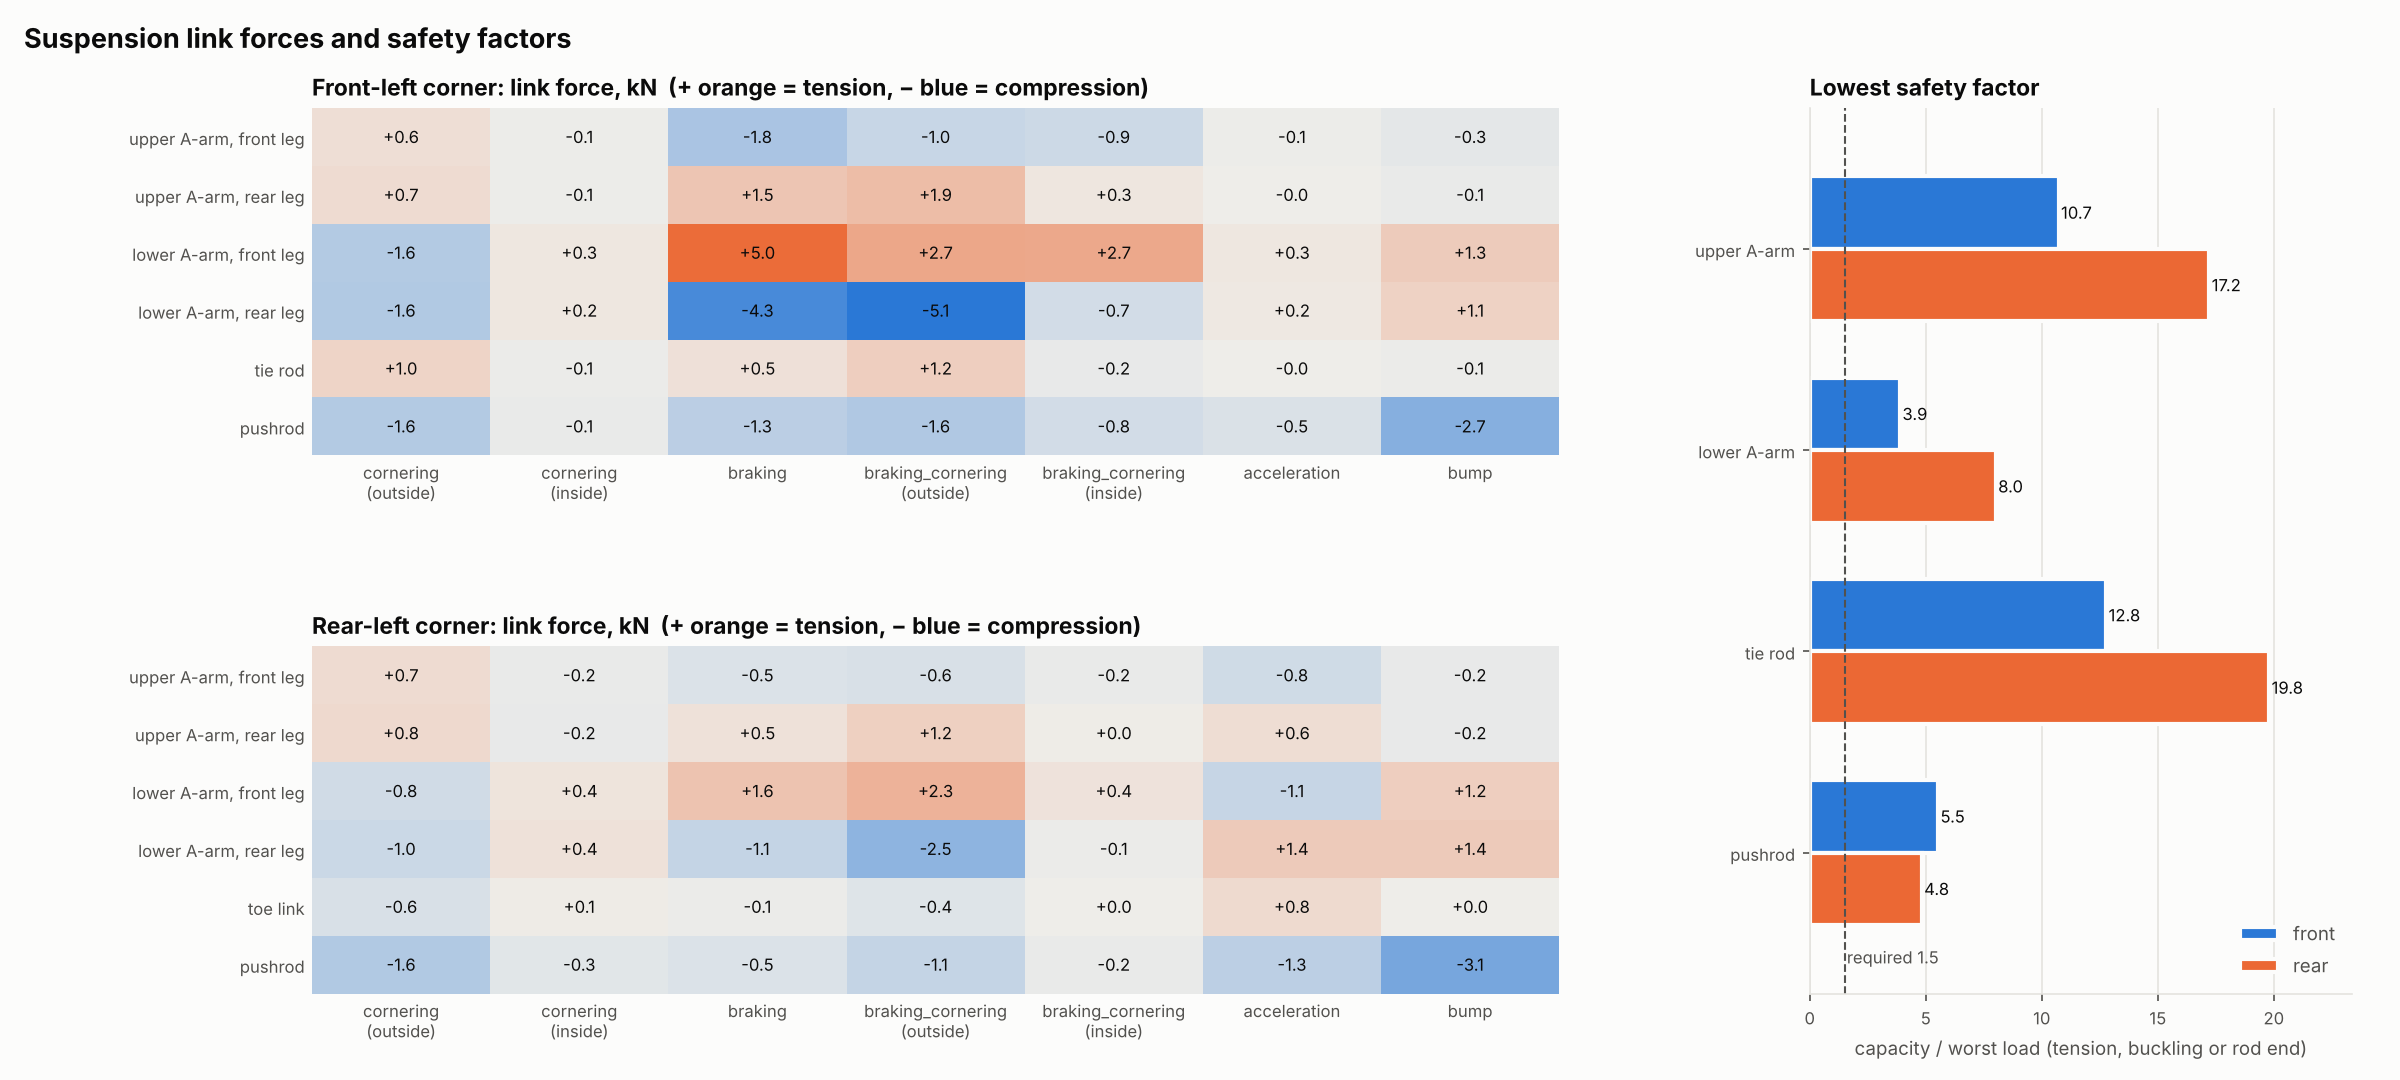 Suspension link forces and safety factors
Front-left corner: link force, kN (+ orange = tension, − blue = compression)
upper A-arm, front leg +0.6 -0.1 -1.8 -1.0 -0.9 -0.1 -0.3
upper A-arm, rear leg +0.7 -0.1 +1.5 +1.9 +0.3 -0.0 -0.1
lower A-arm, front leg -1.6 +0.3 +5.0 +2.7 +2.7 +0.3 +1.3
lower A-arm, rear leg -1.6 +0.2 -4.3 -5.1 -0.7 +0.2 +1.1
tie rod +1.0 -0.1 +0.5 +1.2 -0.2 -0.0 -0.1
pushrod -1.6 -0.1 -1.3 -1.6 -0.8 -0.5 -2.7
cornering cornering braking braking_cornering braking_cornering acceleration bump
(outside) (inside) (outside) (inside)
Rear-left corner: link force, kN (+ orange = tension, − blue = compression)
upper A-arm, front leg +0.7 -0.2 -0.5 -0.6 -0.2 -0.8 -0.2
upper A-arm, rear leg +0.8 -0.2 +0.5 +1.2 +0.0 +0.6 -0.2
lower A-arm, front leg -0.8 +0.4 +1.6 +2.3 +0.4 -1.1 +1.2
lower A-arm, rear leg -1.0 +0.4 -1.1 -2.5 -0.1 +1.4 +1.4
toe link -0.6 +0.1 -0.1 -0.4 +0.0 +0.8 +0.0
pushrod -1.6 -0.3 -0.5 -1.1 -0.2 -1.3 -3.1
cornering cornering braking braking_cornering braking_cornering acceleration bump
(outside) (inside) (outside) (inside)
Lowest safety factor
10.7
upper A-arm
17.2
3.9
lower A-arm
8.0
12.8
tie rod
19.8
5.5
pushrod
4.8
front
required 1.5
rear
0 5 10 15 20
capacity / worst load (tension, buckling or rod end)